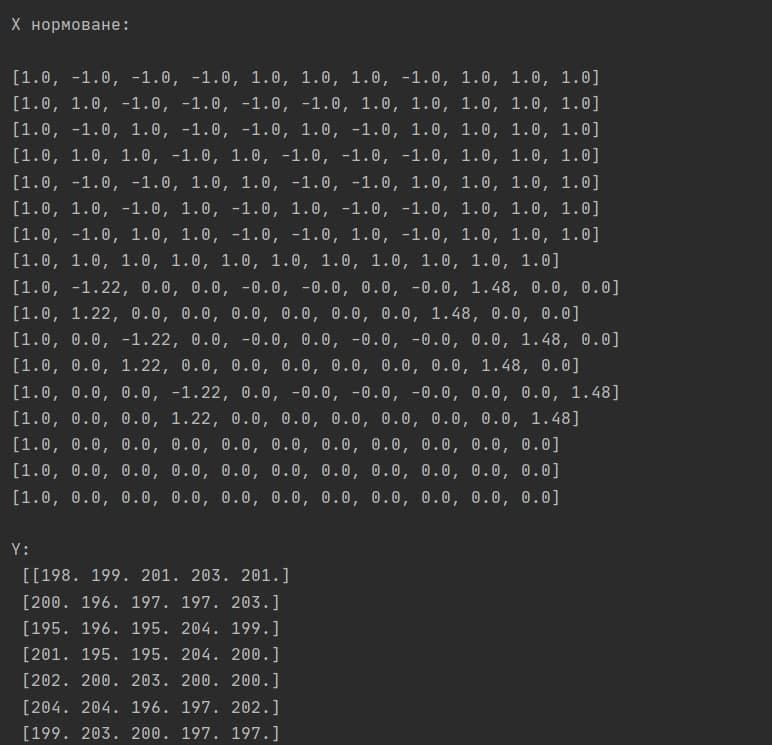 X нормоване:
[1.0, -1.0, -1.0, -1.0, 1.0, 1.0, 1.0, -1.0, 1.0, 1.0, 1.0]
[1.0, 1.0, -1.0, -1.0, -1.0, -1.0, 1.0, 1.0, 1.0, 1.0, 1.0]
[1.0, -1.0, 1.0, -1.0, -1.0, 1.0, -1.0, 1.0, 1.0, 1.0, 1.0]
[1.0, 1.0, 1.0, -1.0, 1.0, -1.0, -1.0, -1.0, 1.0, 1.0, 1.0]
[1.0, -1.0, -1.0, 1.0, 1.0, -1.0, -1.0, 1.0, 1.0, 1.0, 1.0]
[1.0, 1.0, -1.0, 1.0, -1.0, 1.0, -1.0, -1.0, 1.0, 1.0, 1.0]
[1.0, -1.0, 1.0, 1.0, -1.0, -1.0, 1.0, -1.0, 1.0, 1.0, 1.0]
[1.0, 1.0, 1.0, 1.0, 1.0, 1.0, 1.0, 1.0, 1.0, 1.0, 1.0]
[1.0, -1.22, 0.0, 0.0, -0.0, -0.0, 0.0, -0.0, 1.48, 0.0, 0.0]
[1.0, 1.22, 0.0, 0.0, 0.0, 0.0, 0.0, 0.0, 1.48, 0.0, 0.0]
[1.0, 0.0, -1.22, 0.0, -0.0, 0.0, -0.0, -0.0, 0.0, 1.48, 0.0]
[1.0, 0.0, 1.22, 0.0, 0.0, 0.0, 0.0, 0.0, 0.0, 1.48, 0.0]
[1.0, 0.0, 0.0, -1.22, 0.0, -0.0, -0.0, -0.0, 0.0, 0.0, 1.48]
[1.0, 0.0, 0.0, 1.22, 0.0, 0.0, 0.0, 0.0, 0.0, 0.0, 1.48]
[1.0, 0.0, 0.0, 0.0, 0.0, 0.0, 0.0, 0.0, 0.0, 0.0, 0.0]
[1.0, 0.0, 0.0, 0.0, 0.0, 0.0, 0.0, 0.0, 0.0, 0.0, 0.0]
[1.0, 0.0, 0.0, 0.0, 0.0, 0.0, 0.0, 0.0, 0.0, 0.0, 0.0]
Y:
[[198. 199. 201. 203. 201.]
[200. 196. 197. 197. 203.]
[195. 196. 195. 204. 199.]
[201. 195. 195. 204. 200.]
[202. 200. 203. 200. 200.]
[204. 204. 196. 197. 202.]
[199. 203. 200. 197. 197.]